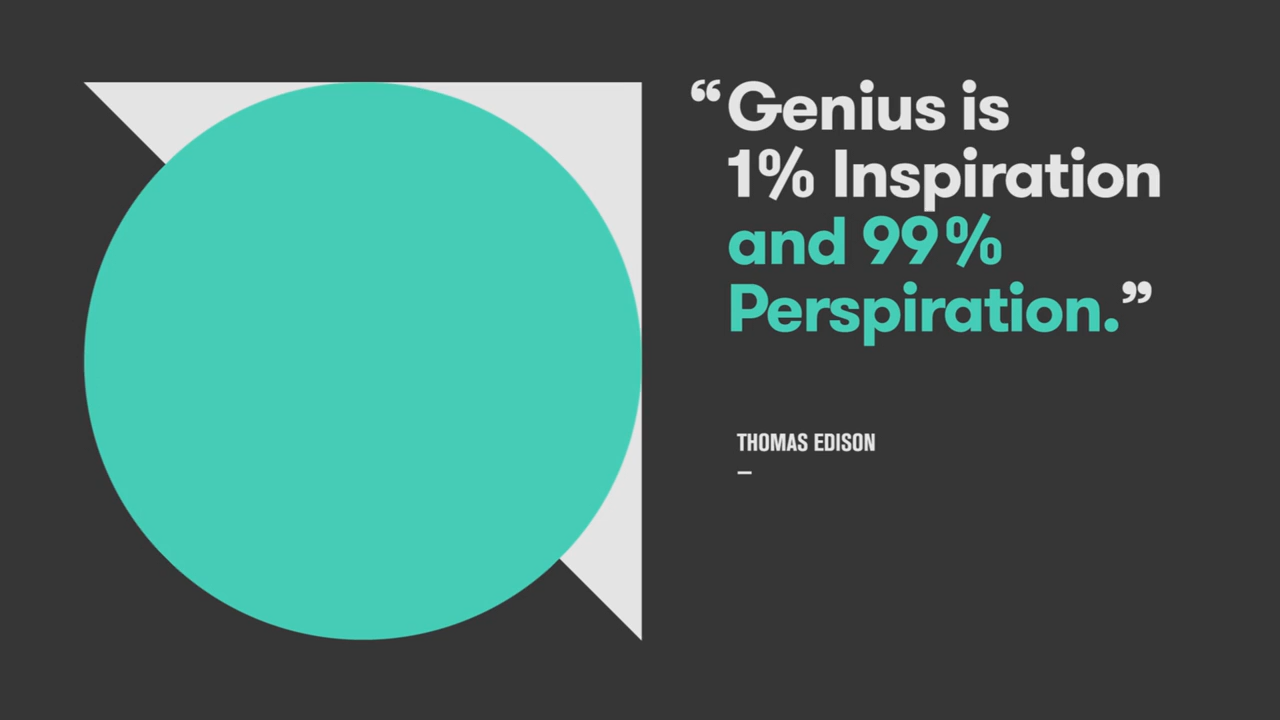 “Genius is
1% Inspiration
and 99%
Perspiration.”
THOMAS EDISON
–